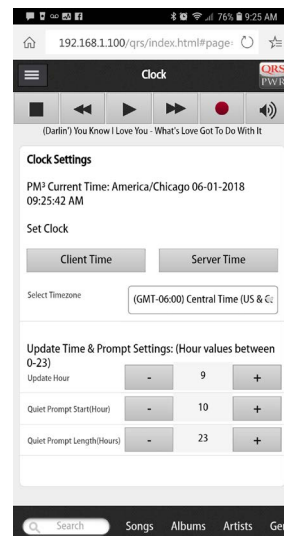 76% 9:25 AM
192.168.1.100/qrs/index.html#page=
Clock
QRS
PWR
(Darlin') You Know I Love You - What's Love Got To Do With It
Clock Settings
PM³ Current Time: America/Chicago 06-01-2018
09:25:42 AM
Set Clock
Client Time Server Time
Select Timezone (GMT-06:00) Central Time (US & Ca
Update Time & Prompt Settings: (Hour values between
0-23)
Update Hour - 9 +
Quiet Prompt Start(Hour) - 10 +
Quiet Prompt Length(Hours) - 23 +
Search Songs Albums Artists Ge